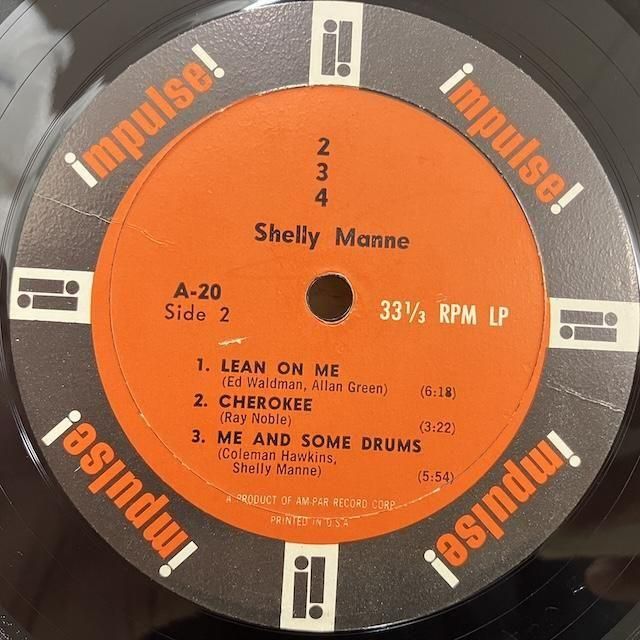 impulse!
impulse!
2
3
4
Shelly Manne
A-20
Side 2
33⅓ RPM LP
1. LEAN ON ME
(Ed Waldman, Allan Green) (6:18)
2. CHEROKEE
(Ray Noble) (3:22)
3. ME AND SOME DRUMS
(Coleman Hawkins,
Shelly Manne) (5:54)
A PRODUCT OF AM-PAR RECORD CORP.
PRINTED IN U.S.A.
impulse!
impulse!